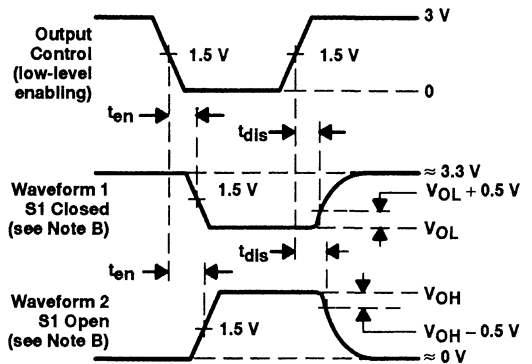 3 V
Output
Control
(low-level
enabling)
1.5 V
1.5 V
0
ten
tdis
≈ 3.3 V
Waveform 1
S1 Closed
(see Note B)
1.5 V
VOL + 0.5 V
VOL
ten
tdis
Waveform 2
S1 Open
(see Note B)
1.5 V
VOH
VOH – 0.5 V
≈ 0 V